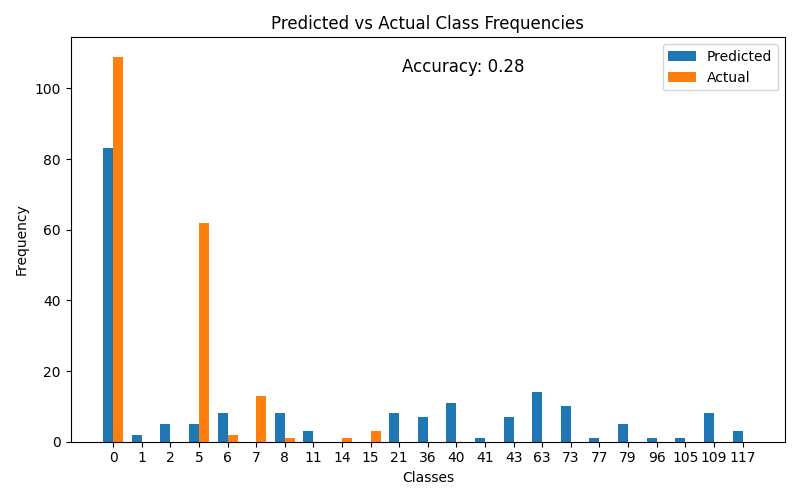 Predicted vs Actual Class Frequencies
Accuracy: 0.28
Predicted
Actual
Frequency
100
80
60
40
20
0
0 1 2 5 6 7 8 11 14 15 21 36 40 41 43 63 73 77 79 96 105 109 117
Classes